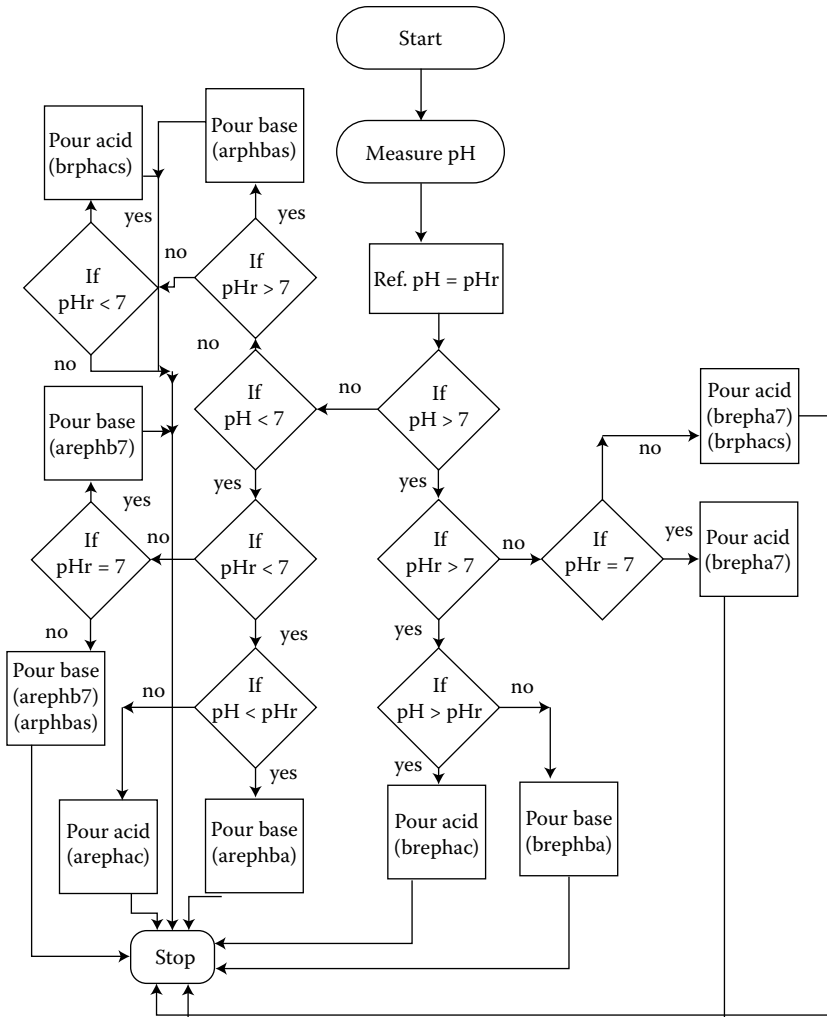 Start
Measure pH
Ref. pH = pHr
Pour acid
(brphacs)
Pour base
(arphbas)
yes
yes
no
If
pHr < 7
If
pHr > 7
no
no
If
pH < 7
no
If
pH > 7
Pour acid
(brepha7)
(brphacs)
no
Pour base
(arephb7)
yes
yes
yes
If
pHr = 7
no
If
pHr < 7
If
pHr > 7
no
If
pHr = 7
yes
Pour acid
(brepha7)
no
yes
yes
Pour base
(arephb7)
(arphbas)
no
If
pH < pHr
If
pH > pHr
no
yes
yes
Pour acid
(arephac)
Pour base
(arephba)
Pour acid
(brephac)
Pour base
(brephba)
Stop